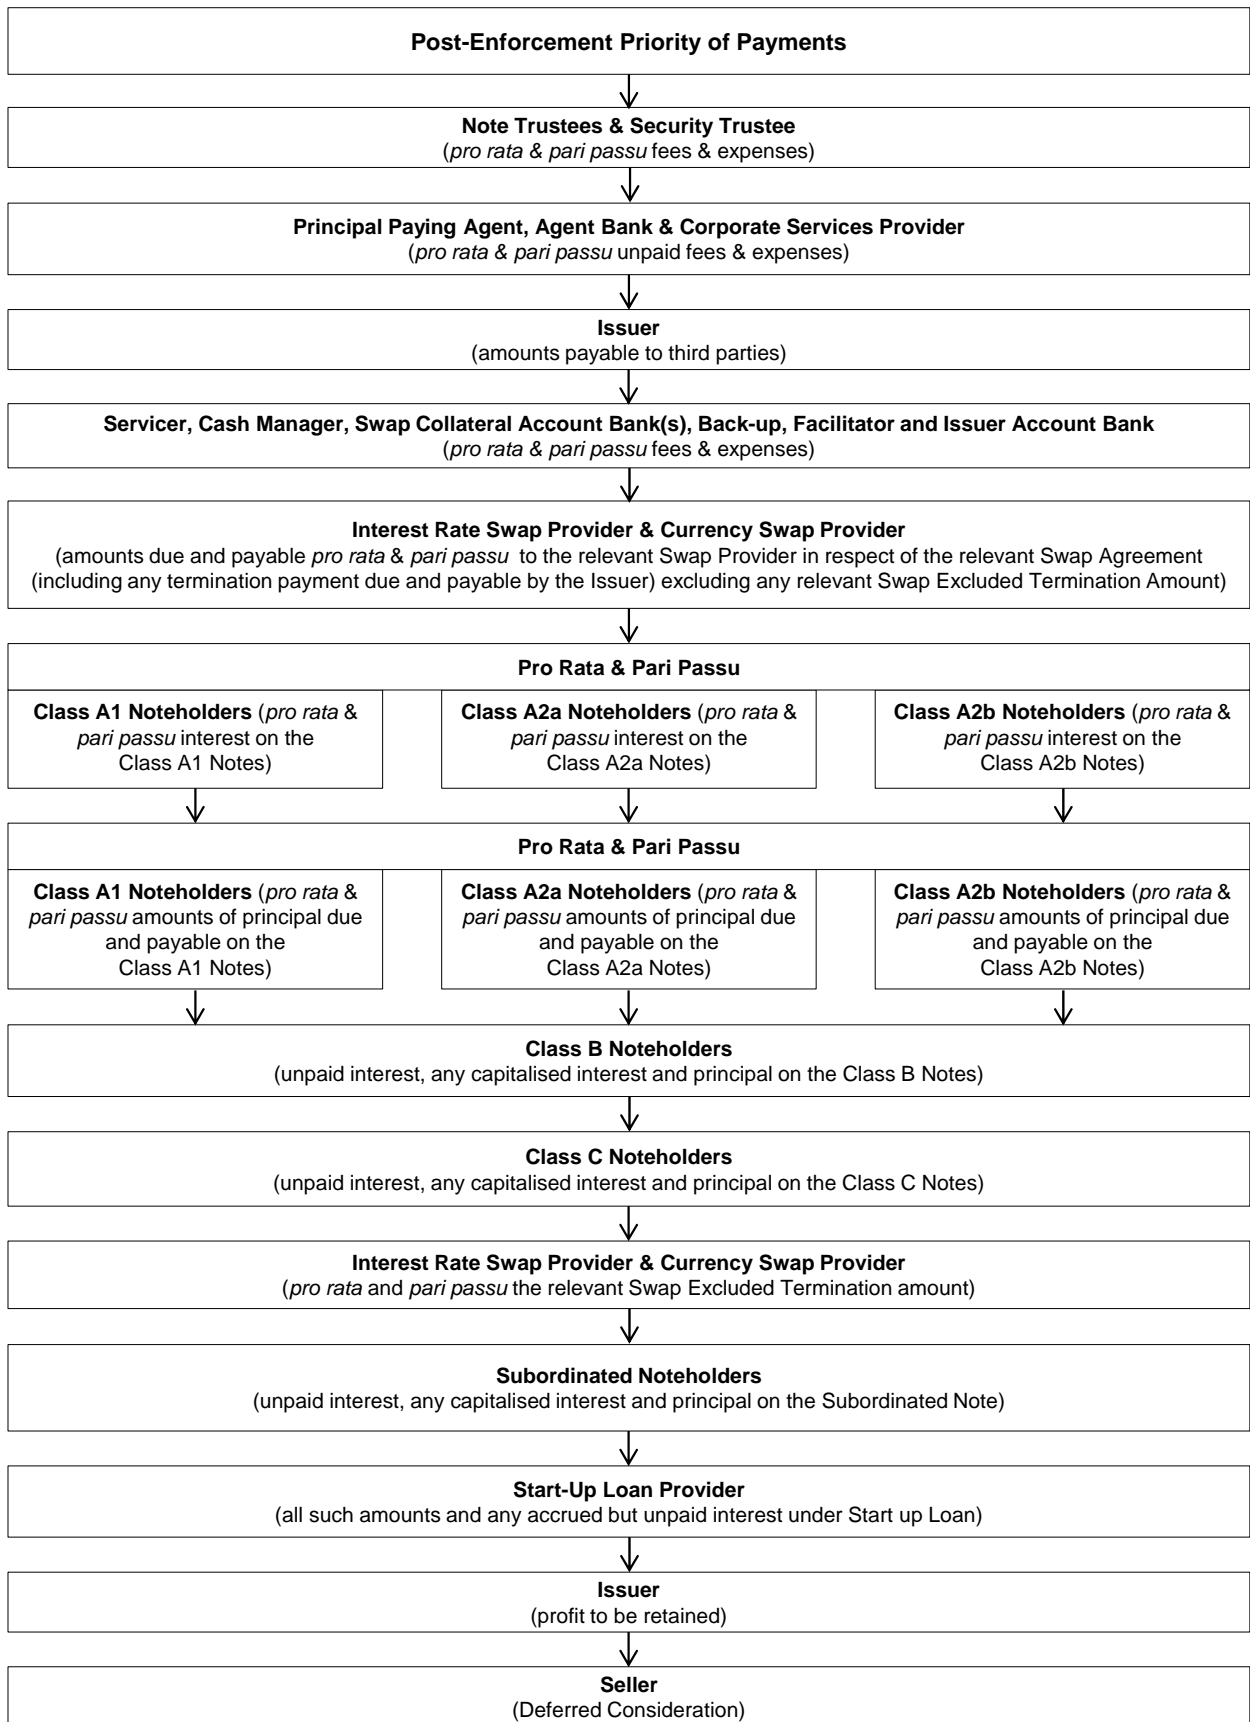 Post-Enforcement Priority of Payments
Note Trustees & Security Trustee
(pro rata & pari passu fees & expenses)
Principal Paying Agent, Agent Bank & Corporate Services Provider
(pro rata & pari passu unpaid fees & expenses)
Issuer
(amounts payable to third parties)
Servicer, Cash Manager, Swap Collateral Account Bank(s), Back-up, Facilitator and Issuer Account Bank
(pro rata & pari passu fees & expenses)
Interest Rate Swap Provider & Currency Swap Provider
(amounts due and payable pro rata & pari passu to the relevant Swap Provider in respect of the relevant Swap Agreement
(including any termination payment due and payable by the Issuer) excluding any relevant Swap Excluded Termination Amount)
Pro Rata & Pari Passu
Class A1 Noteholders (pro rata &
pari passu interest on the
Class A1 Notes)
Class A2a Noteholders (pro rata &
pari passu interest on the
Class A2a Notes)
Class A2b Noteholders (pro rata &
pari passu interest on the
Class A2b Notes)
Pro Rata & Pari Passu
Class A1 Noteholders (pro rata &
pari passu amounts of principal due
and payable on the
Class A1 Notes)
Class A2a Noteholders (pro rata &
pari passu amounts of principal due
and payable on the
Class A2a Notes)
Class A2b Noteholders (pro rata &
pari passu amounts of principal due
and payable on the
Class A2b Notes)
Class B Noteholders
(unpaid interest, any capitalised interest and principal on the Class B Notes)
Class C Noteholders
(unpaid interest, any capitalised interest and principal on the Class C Notes)
Interest Rate Swap Provider & Currency Swap Provider
(pro rata and pari passu the relevant Swap Excluded Termination amount)
Subordinated Noteholders
(unpaid interest, any capitalised interest and principal on the Subordinated Note)
Start-Up Loan Provider
(all such amounts and any accrued but unpaid interest under Start up Loan)
Issuer
(profit to be retained)
Seller
(Deferred Consideration)